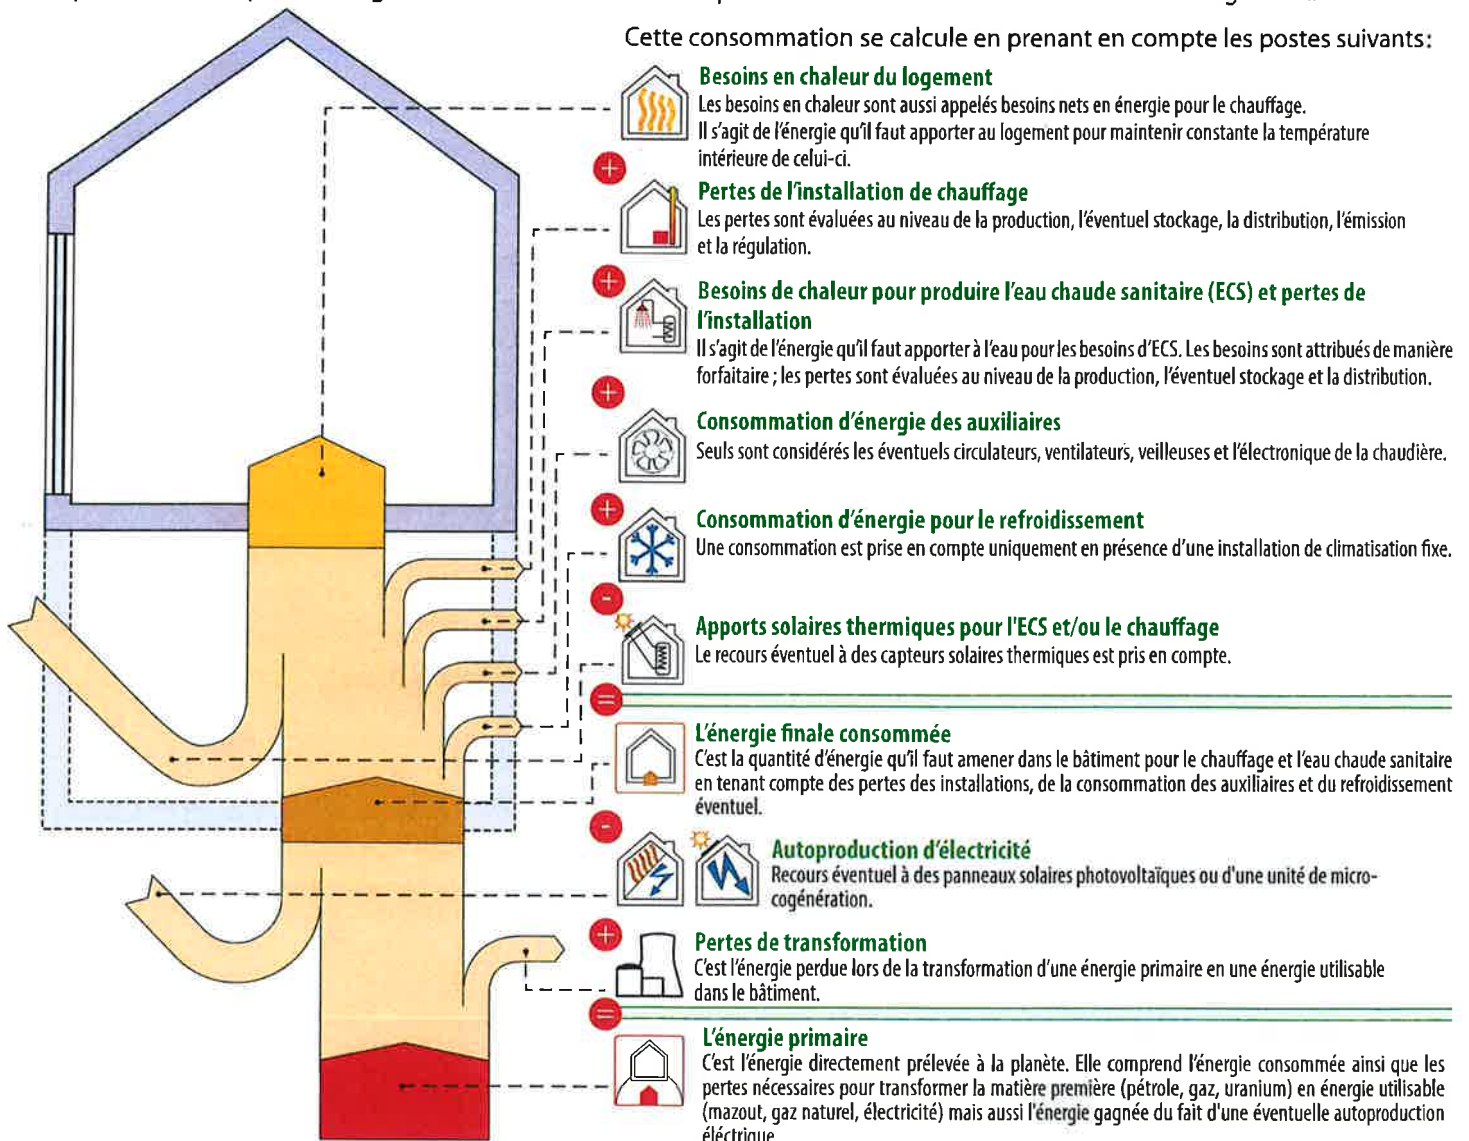 Cette consommation se calcule en prenant en compte les postes suivants:
Besoins en chaleur du logement
Les besoins en chaleur sont aussi appelés besoins nets en énergie pour le chauffage.
Il s'agit de l'énergie qu'il faut apporter au logement pour maintenir constante la température
intérieure de celui-ci.
+
Pertes de l'installation de chauffage
Les pertes sont évaluées au niveau de la production, l'éventuel stockage, la distribution, l'émission
et la régulation.
+
Besoins de chaleur pour produire l'eau chaude sanitaire (ECS) et pertes de
l'installation
Il s'agit de l'énergie qu'il faut apporter à l'eau pour les besoins d'ECS. Les besoins sont attribués de manière
forfaitaire ; les pertes sont évaluées au niveau de la production, l'éventuel stockage et la distribution.
+
Consommation d'énergie des auxiliaires
Seuls sont considérés les éventuels circulateurs, ventilateurs, veilleuses et l'électronique de la chaudière.
+
Consommation d'énergie pour le refroidissement
Une consommation est prise en compte uniquement en présence d'une installation de climatisation fixe.
-
Apports solaires thermiques pour l'ECS et/ou le chauffage
Le recours éventuel à des capteurs solaires thermiques est pris en compte.
=
L'énergie finale consommée
C'est la quantité d'énergie qu'il faut amener dans le bâtiment pour le chauffage et l'eau chaude sanitaire
en tenant compte des pertes des installations, de la consommation des auxiliaires et du refroidissement
éventuel.
-
Autoproduction d'électricité
Recours éventuel à des panneaux solaires photovoltaïques ou d'une unité de micro-
cogénération.
+
Pertes de transformation
C'est l'énergie perdue lors de la transformation d'une énergie primaire en une énergie utilisable
dans le bâtiment.
=
L'énergie primaire
C'est l'énergie directement prélevée à la planète. Elle comprend l'énergie consommée ainsi que les
pertes nécessaires pour transformer la matière première (pétrole, gaz, uranium) en énergie utilisable
(mazout, gaz naturel, électricité) mais aussi l'énergie gagnée du fait d'une éventuelle autoproduction
éléctrique